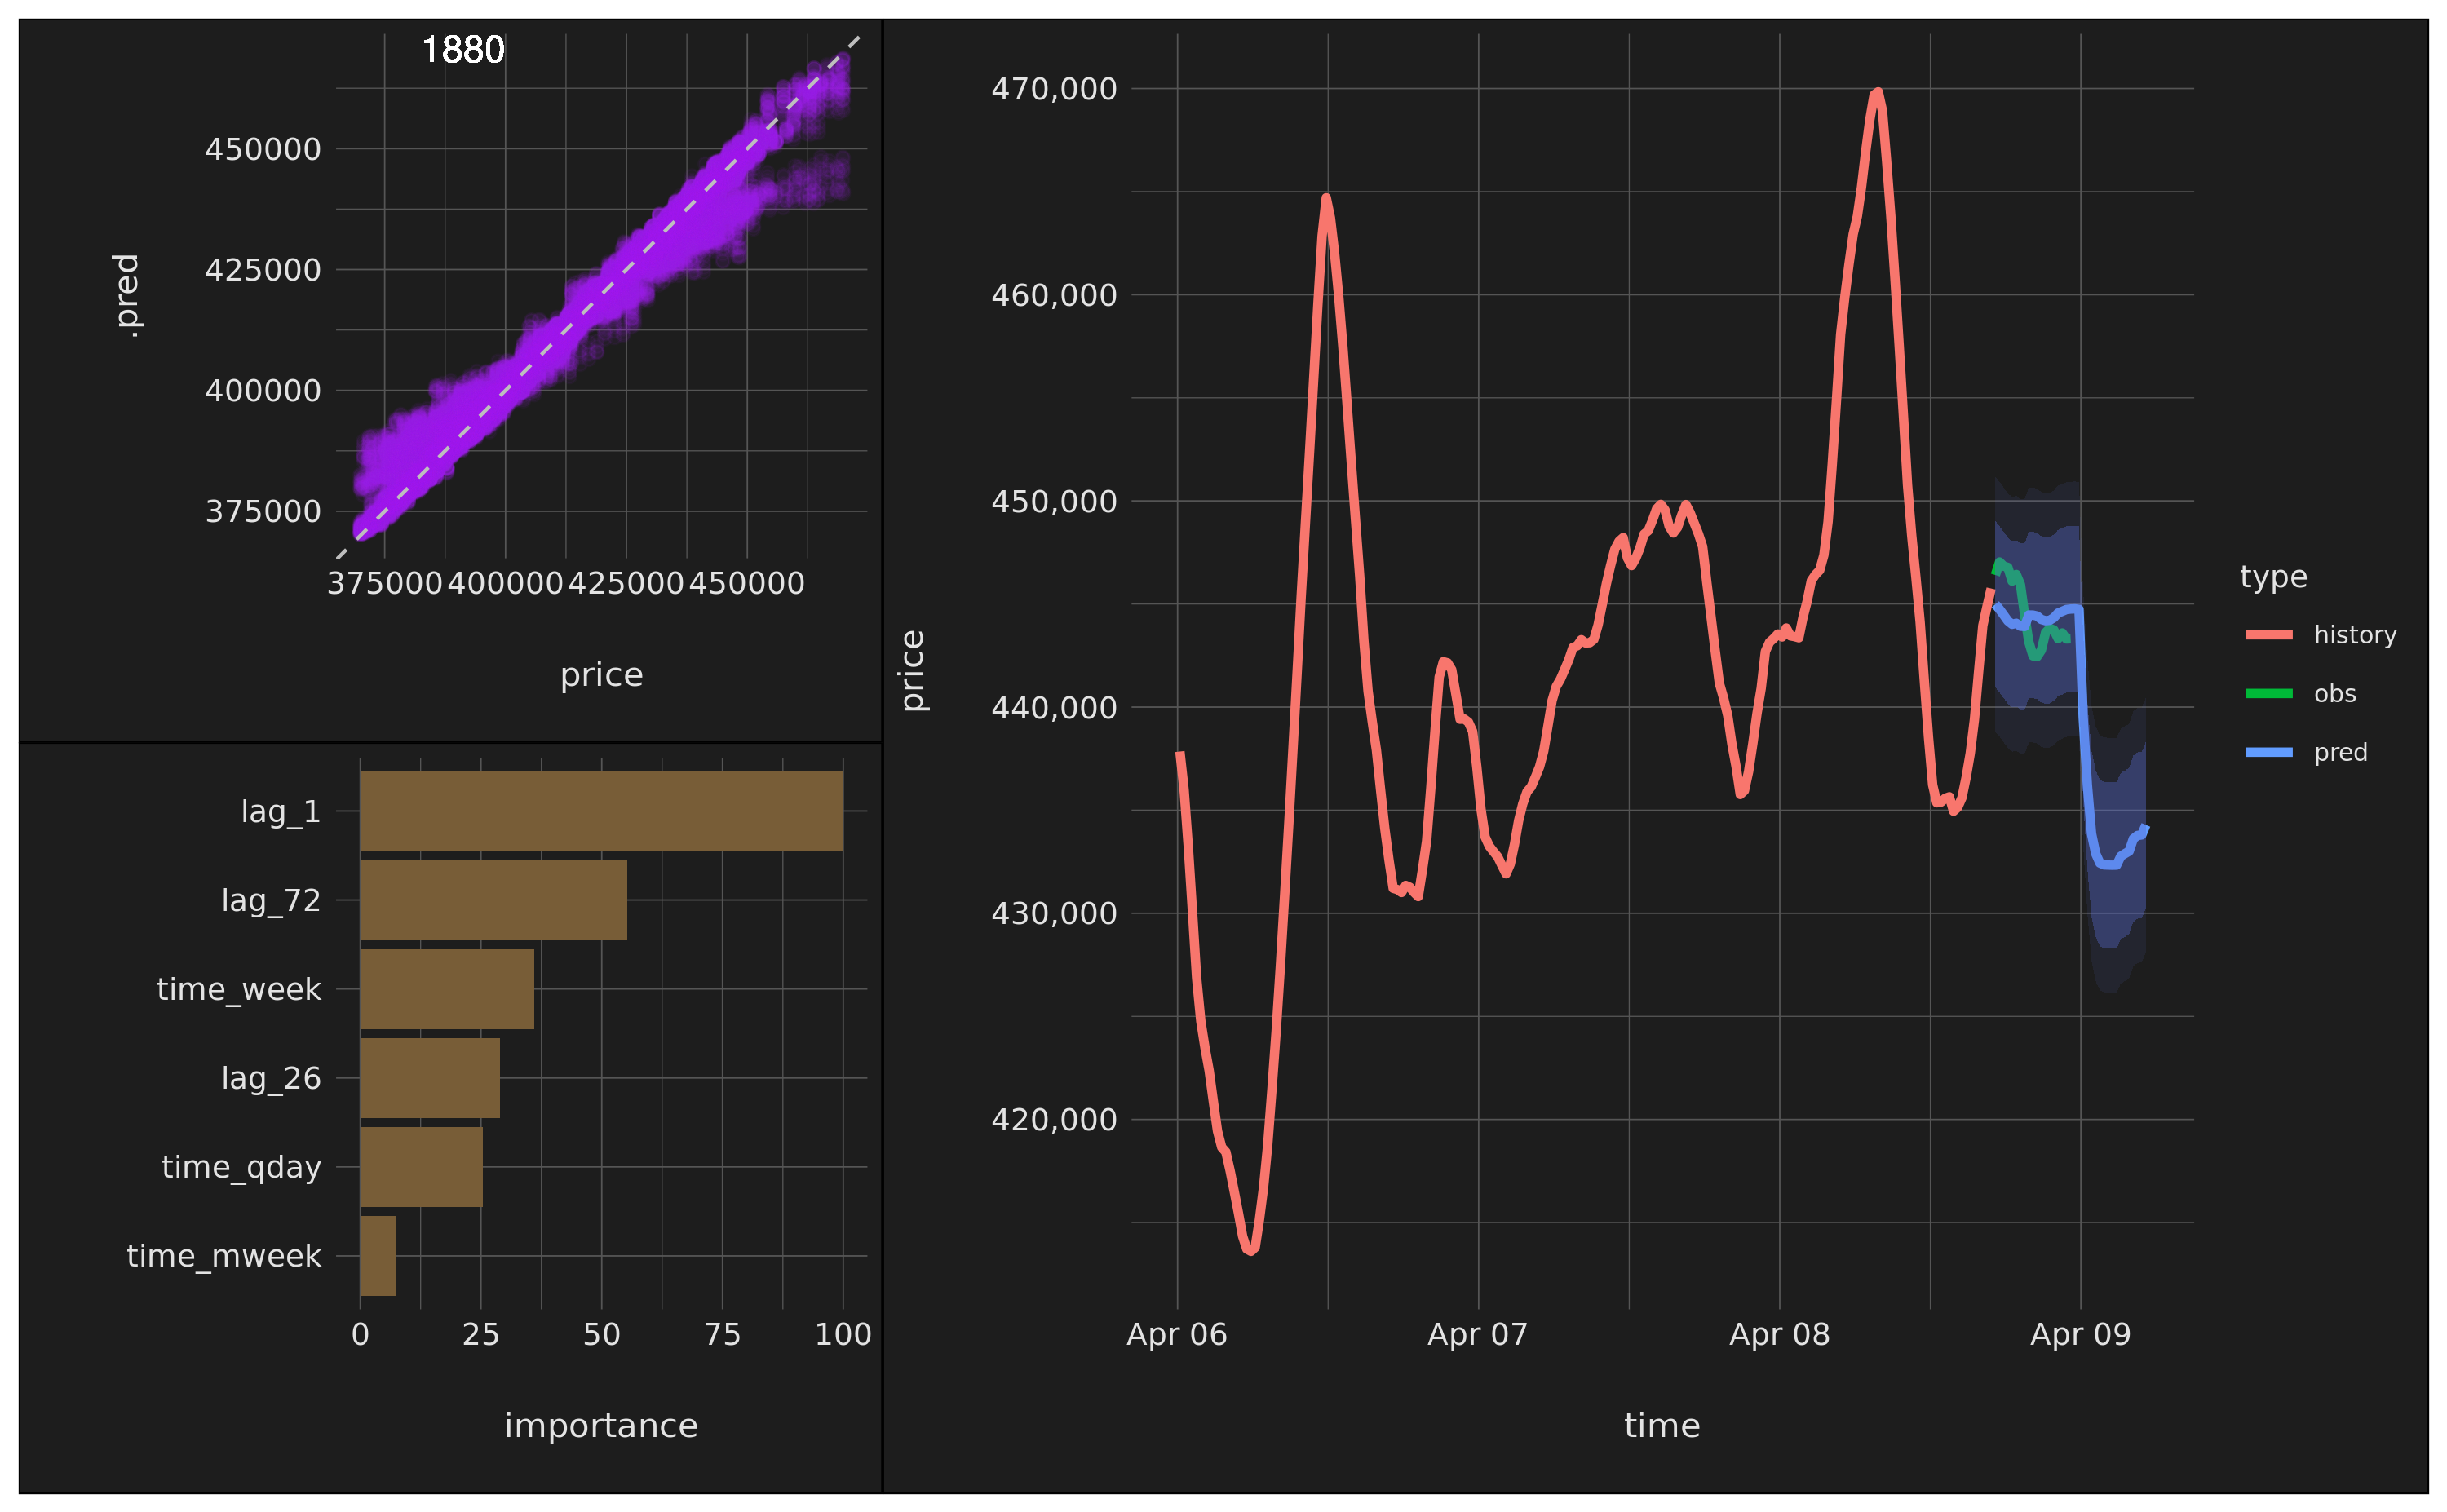 1880
.pred
450000
425000
400000
375000
375000 400000 425000 450000
price
lag_1
lag_72
time_week
lag_26
time_qday
time_mweek
0 25 50 75 100
importance
price
470,000
460,000
450,000
440,000
430,000
420,000
Apr 06 Apr 07 Apr 08 Apr 09
time
type
history
obs
pred